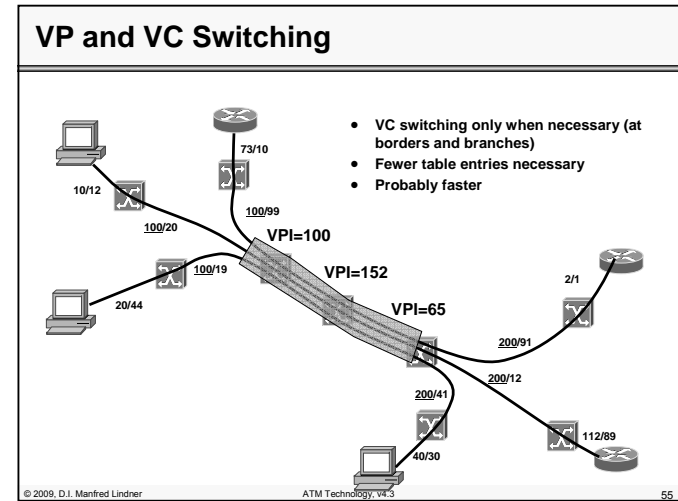 VP and VC Switching
• VC switching only when necessary (at
borders and branches)
• Fewer table entries necessary
• Probably faster
73/10
10/12
100/99
100/20
VPI=100
100/19
VPI=152
20/44
VPI=65
2/1
200/91
200/12
200/41
112/89
40/30
© 2009, D.I. Manfred Lindner
ATM Technology, v4.3
55